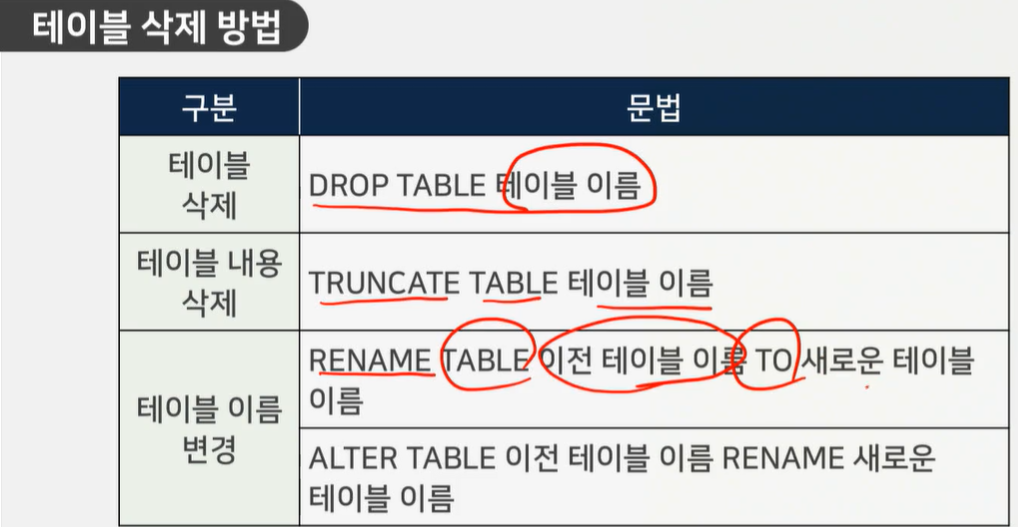 테이블 삭제 방법
구분
문법
테이블
삭제
DROP TABLE 테이블 이름
테이블 내용
삭제
TRUNCATE TABLE 테이블 이름
테이블 이름
변경
RENAME TABLE 이전 테이블 이름 TO 새로운 테이블
이름
ALTER TABLE 이전 테이블 이름 RENAME 새로운
테이블 이름